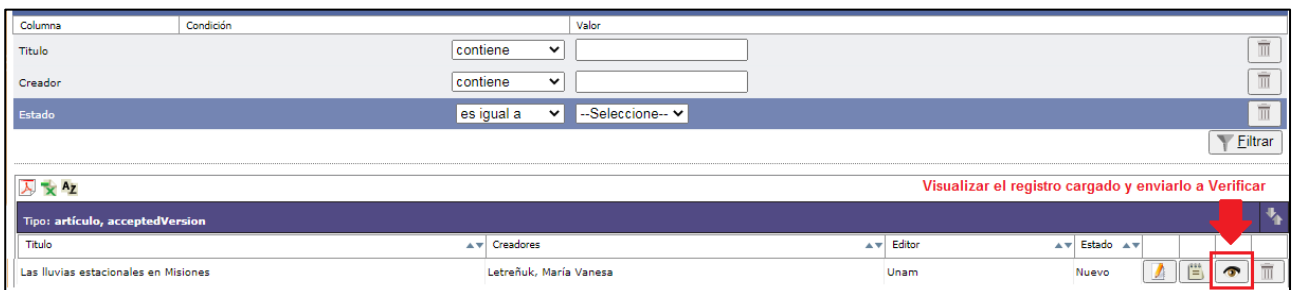 Columna Condición Valor
Titulo contiene
Creador contiene
Estado es igual a --Seleccione--
Filtrar
AZ Visualizar el registro cargado y enviarlo a Verificar
Tipo: artículo, acceptedVersion
Titulo Creadores Editor Estado
Las lluvias estacionales en Misiones Letreñuk, María Vanesa Unam Nuevo